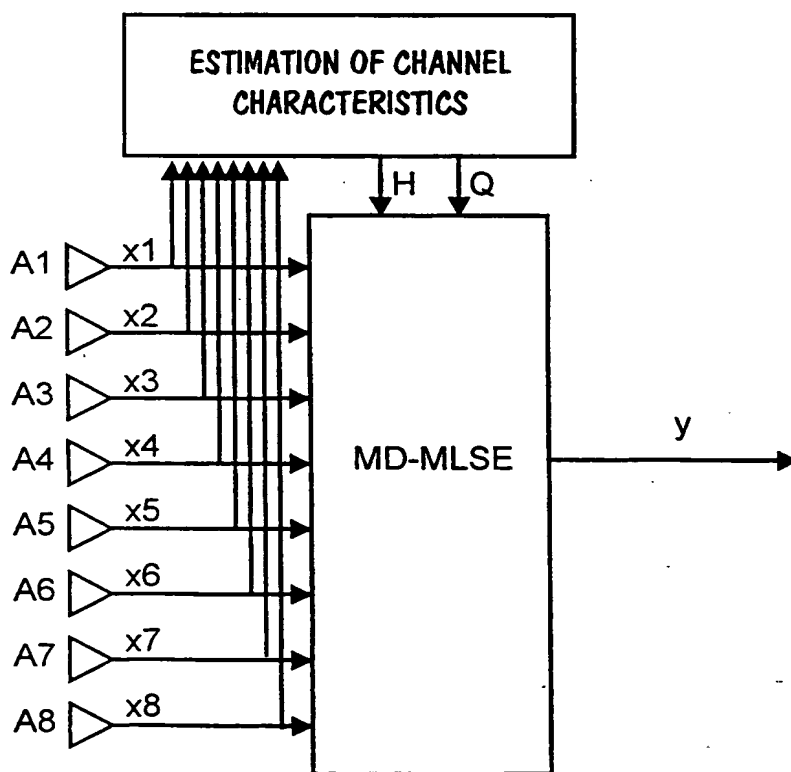 ESTIMATION OF CHANNEL
CHARACTERISTICS
H Q
A1 x1
A2 x2
A3 x3
A4 x4
A5 x5
A6 x6
A7 x7
A8 x8
MD-MLSE
y